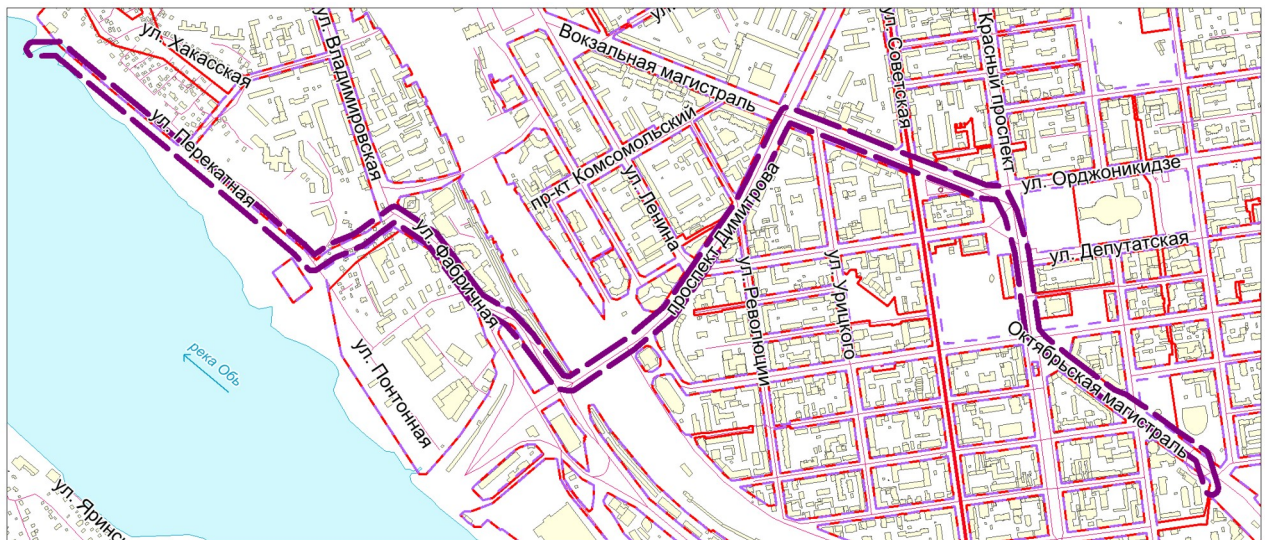 ул. Хакасская
ул. Владимировская
Вокзальная магистраль
ул. Советская
Красный проспект
ул. Перекатная
пр-кт Комсомольский
ул. Орджоникидзе
ул. Ленина
проспект Димитрова
ул. Фабричная
ул. Депутатская
ул. Революции
ул. Урицкого
река Обь
ул. Понтонная
Октябрьская магистраль
ул. Яринс